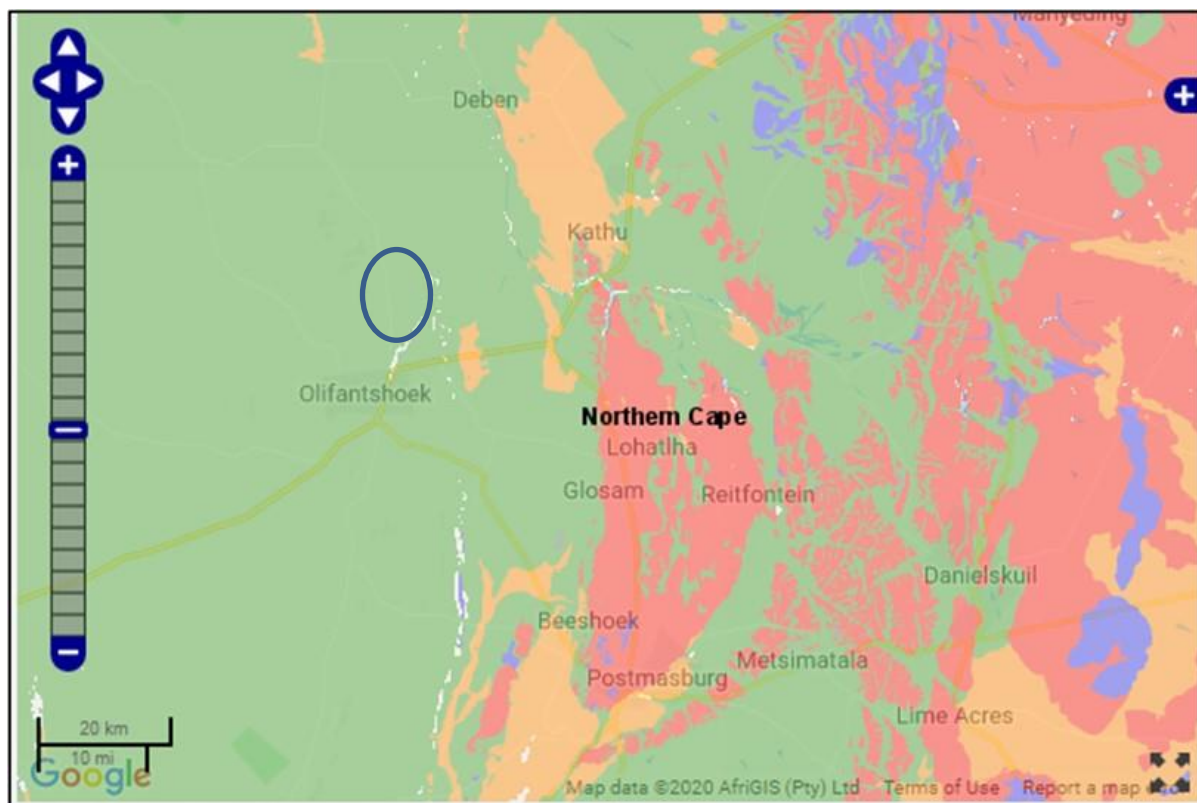 Manyeding
Deben
Kathu
Olifantshoek
Northern Cape
Lohatlha
Glosam
Reitfontein
Danielskuil
Beeshoek
Metsimatala
Postmasburg
Lime Acres
20 km
10 mi
Google
Map data ©2020 AfriGIS (Pty) Ltd Terms of Use Report a map